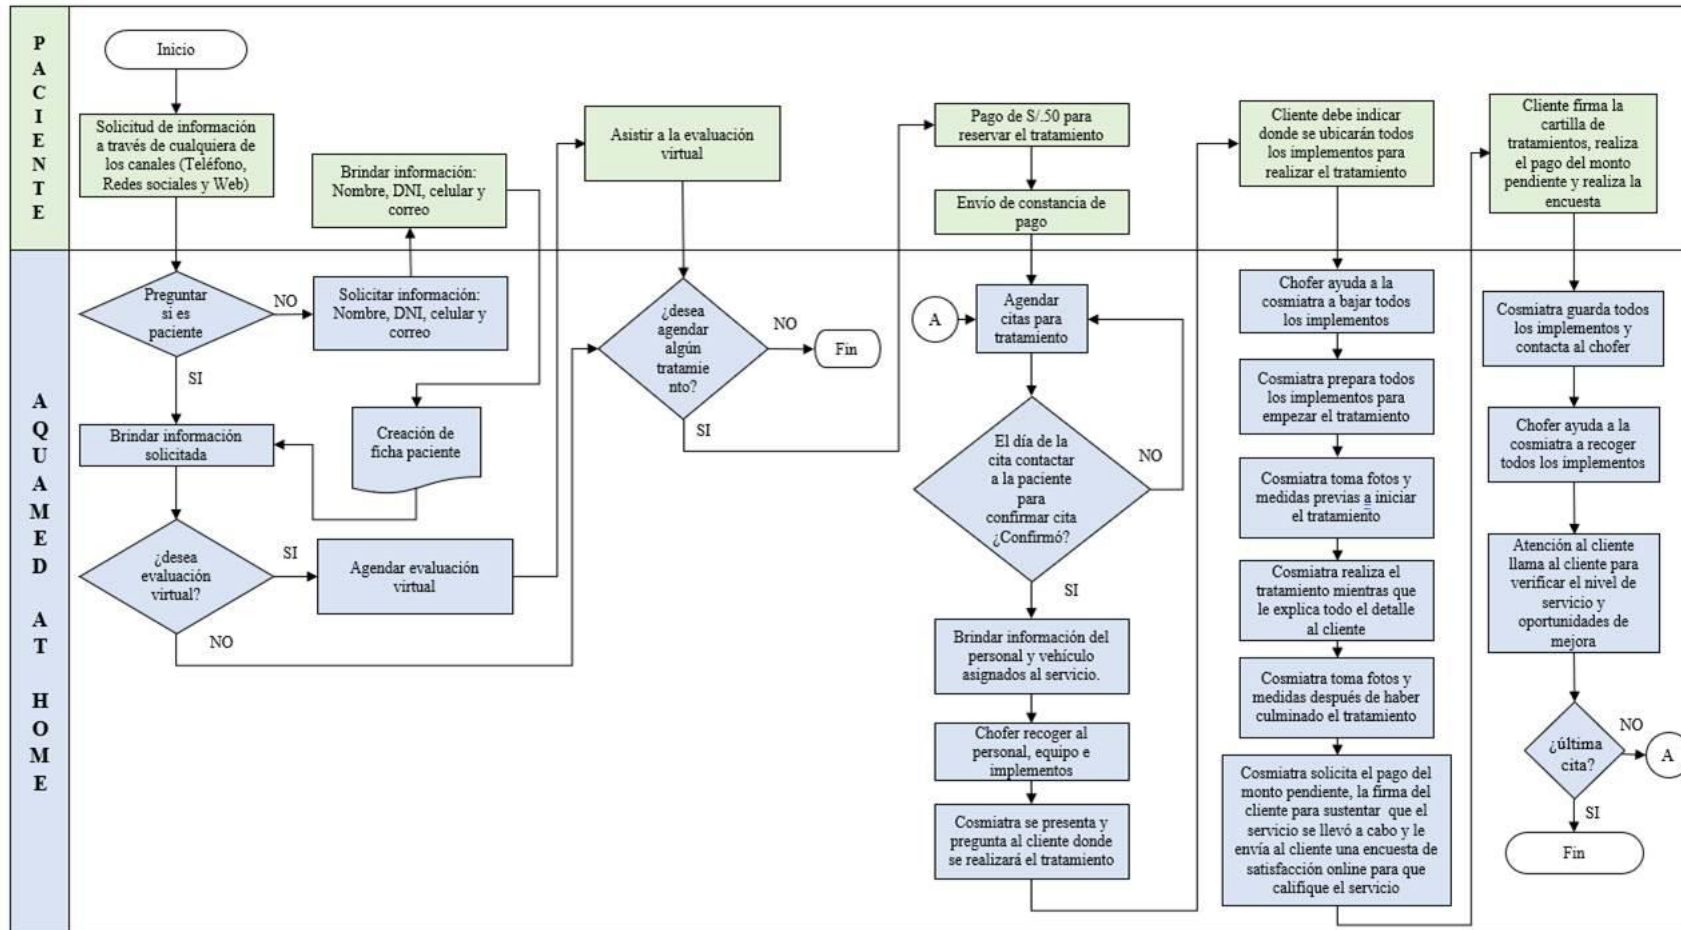 PACIENTE
Inicio
Solicitud de información
a través de cualquiera de
los canales (Teléfono,
Redes sociales y Web)
Brindar información:
Nombre, DNI, celular y
correo
Asistir a la evaluación
virtual
Pago de S/.50 para
reservar el tratamiento
Envío de constancia de
pago
Cliente debe indicar
donde se ubicarán todos
los implementos para
realizar el tratamiento
Cliente firma la
cartilla de
tratamientos, realiza
el pago del monto
pendiente y realiza la
encuesta
AQUAMED AT HOME
Preguntar
si es
paciente
NO
SI
Solicitar información:
Nombre, DNI, celular y
correo
Creación de
ficha paciente
Brindar información
solicitada
¿desea
evaluación
virtual?
SI
NO
Agendar evaluación
virtual
¿desea
agendar
algún
tratamie
nto?
NO
Fin
SI
A
Agendar
citas para
tratamiento
El día de la
cita contactar
a la paciente
para
confirmar cita
¿Confirmó?
NO
SI
Brindar información del
personal y vehículo
asignados al servicio.
Chofer recoger al
personal, equipo e
implementos
Cosmiatra se presenta y
pregunta al cliente donde
se realizará el tratamiento
Chofer ayuda a la
cosmiatra a bajar todos
los implementos
Cosmiatra prepara todos
los implementos para
empezar el tratamiento
Cosmiatra toma fotos y
medidas previas a iniciar
el tratamiento
Cosmiatra realiza el
tratamiento mientras que
le explica todo el detalle
al cliente
Cosmiatra toma fotos y
medidas después de haber
culminado el tratamiento
Cosmiatra solicita el pago del
monto pendiente, la firma del
cliente para sustentar que el
servicio se llevó a cabo y le
envía al cliente una encuesta de
satisfacción online para que
califique el servicio
Cosmiatra guarda todos
los implementos y
contacta al chofer
Chofer ayuda a la
cosmiatra a recoger
todos los implementos
Atención al cliente
llama al cliente para
verificar el nivel de
servicio y
oportunidades de
mejora
¿última
cita?
NO
A
SI
Fin